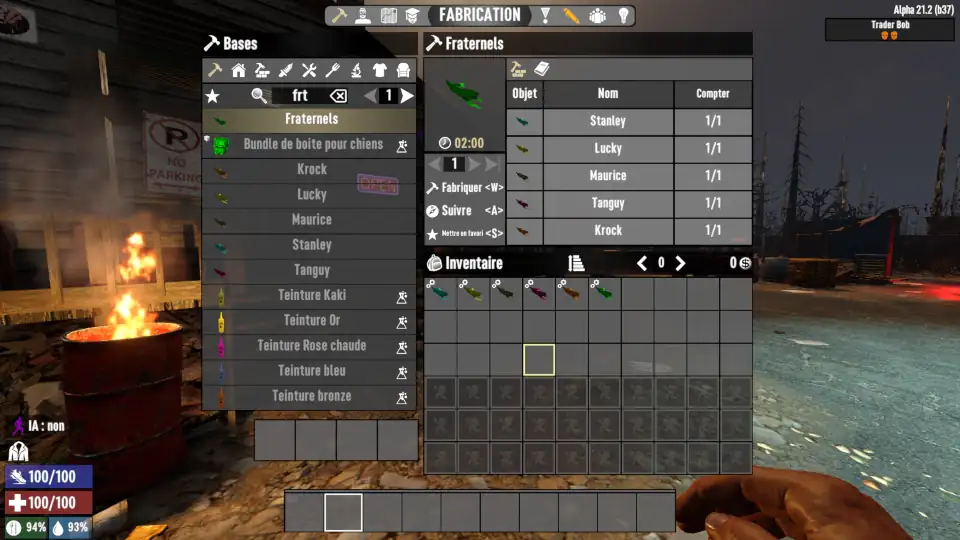 FABRICATION
Alpha 21.2 (b37)
Trader Bob
Bases
frt
1
Fraternels
Bundle de boite pour chiens
Krock
Lucky
Maurice
Stanley
Tanguy
Teinture Kaki
Teinture Or
Teinture Rose chaude
Teinture bleu
Teinture bronze
Fraternels
02:00
1
Fabriquer <W>
Suivre <A>
Mettre en favori <S>
Objet Nom Compter
Stanley 1/1
Lucky 1/1
Maurice 1/1
Tanguy 1/1
Krock 1/1
Inventaire 0 0
NO
PARKING
OPEN
IA : non
100/100
100/100
94% 93%